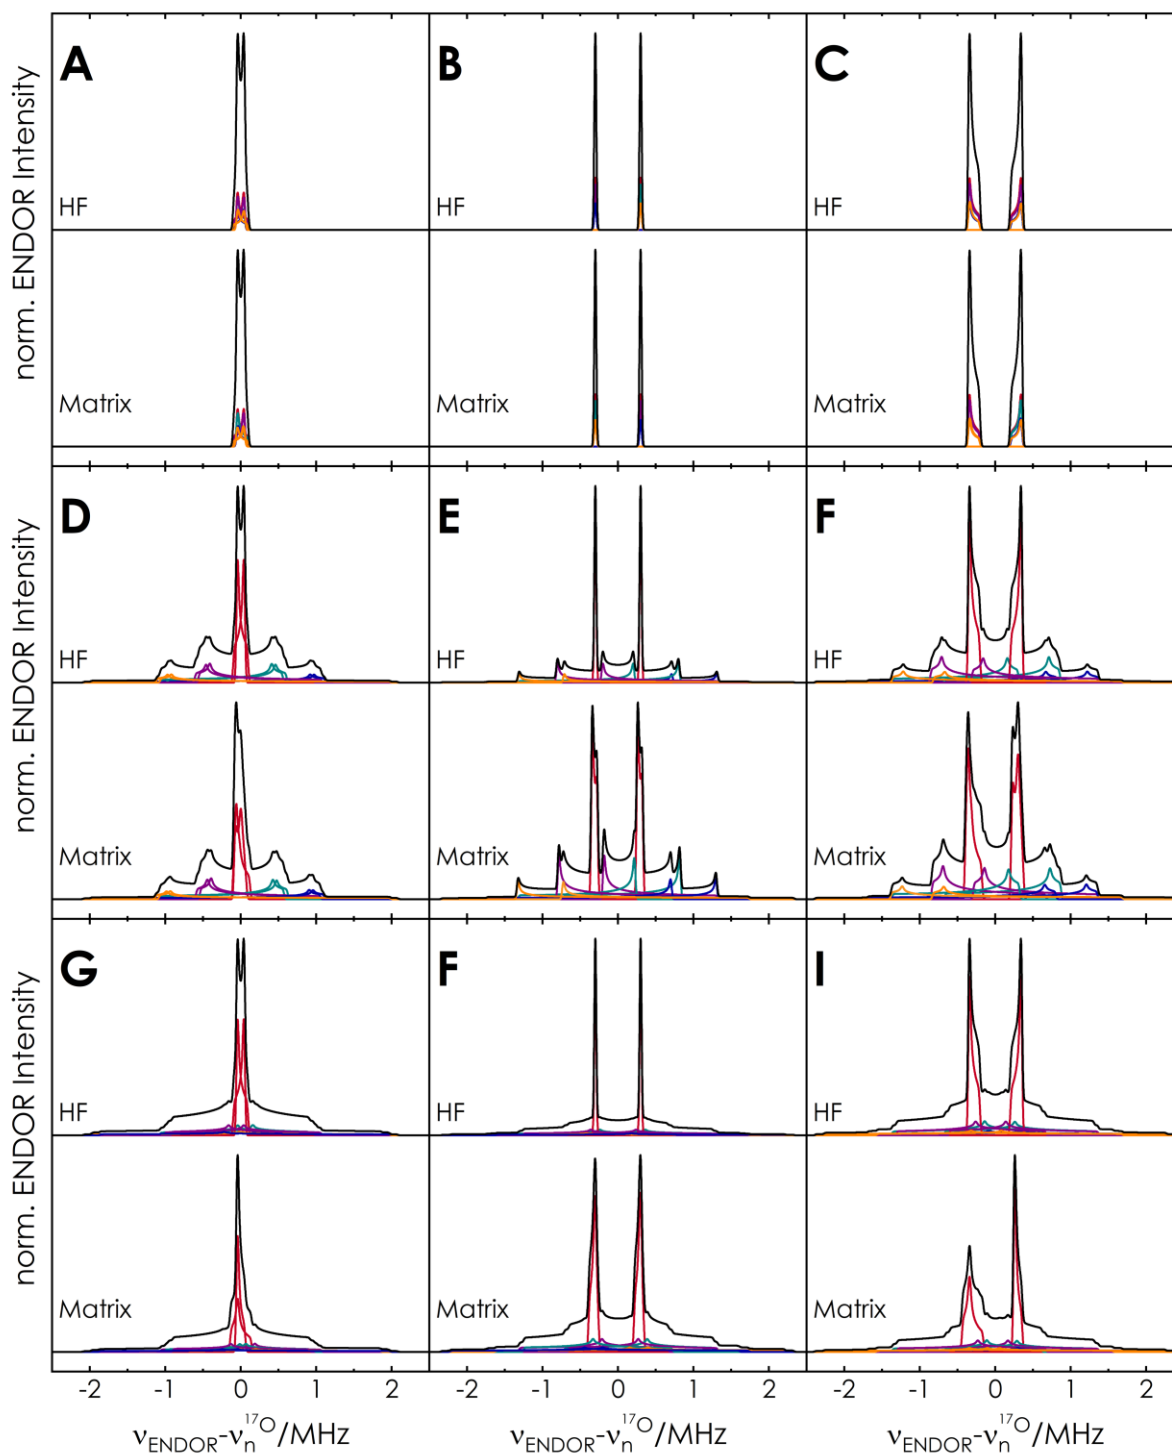 A B C
norm. ENDOR Intensity
HF HF HF
Matrix Matrix Matrix
D E F
norm. ENDOR Intensity
HF HF HF
Matrix Matrix Matrix
G F I
norm. ENDOR Intensity
HF HF HF
Matrix Matrix Matrix
-2 -1 0 1 2 -2 -1 0 1 2 -2 -1 0 1 2
νENDOR-νn17O/MHz νENDOR-νn17O/MHz νENDOR-νn17O/MHz